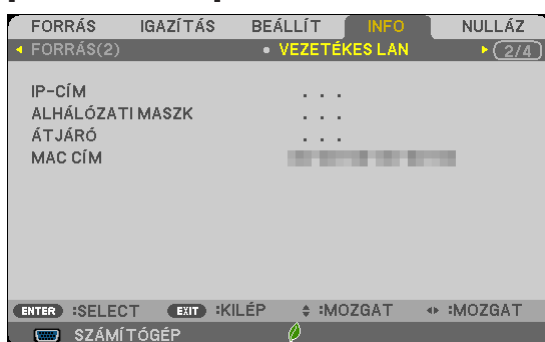 FORRÁS IGAZÍTÁS BEÁLLÍT INFO NULLÁZ
FORRÁS(2) • VEZETÉKES LAN 2/4
IP-CÍM . . .
ALHÁLÓZATI MASZK . . .
ÁTJÁRÓ . . .
MAC CÍM
ENTER :SELECT EXIT :KILÉP :MOZGAT :MOZGAT
SZÁMÍTÓGÉP